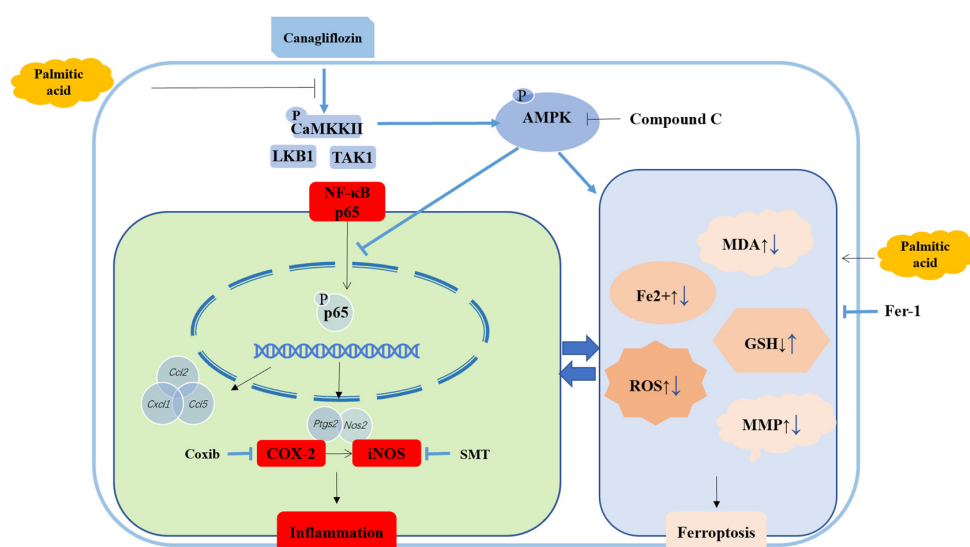 Canagliflozin
Palmitic
acid
P
CaMKKII
LKB1
TAK1
P
AMPK
Compound C
NF-κB
p65
P
p65
Ccl2
Cxcl1
Ccl5
Ptgs2
Nos2
Coxib
COX-2
iNOS
SMT
Inflammation
MDA↑↓
Fe2+↑↓
GSH↓↑
ROS↑↓
MMP↑↓
Ferroptosis
Palmitic
acid
Fer-1